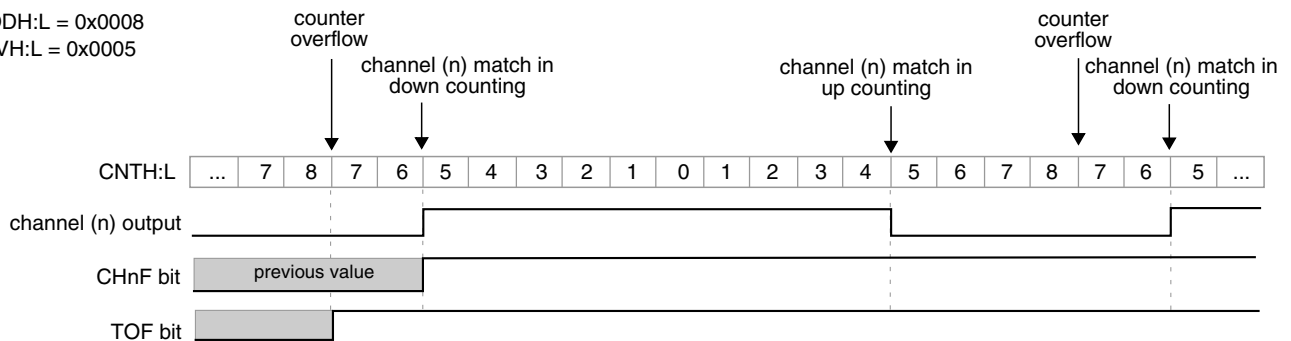 ODH:L = 0x0008
VH:L = 0x0005
counter
overflow
channel (n) match in
down counting
channel (n) match in
up counting
counter
overflow
channel (n) match in
down counting
CNTH:L ... 7 8 7 6 5 4 3 2 1 0 1 2 3 4 5 6 7 8 7 6 5 ...
channel (n) output
CHnF bit previous value
TOF bit